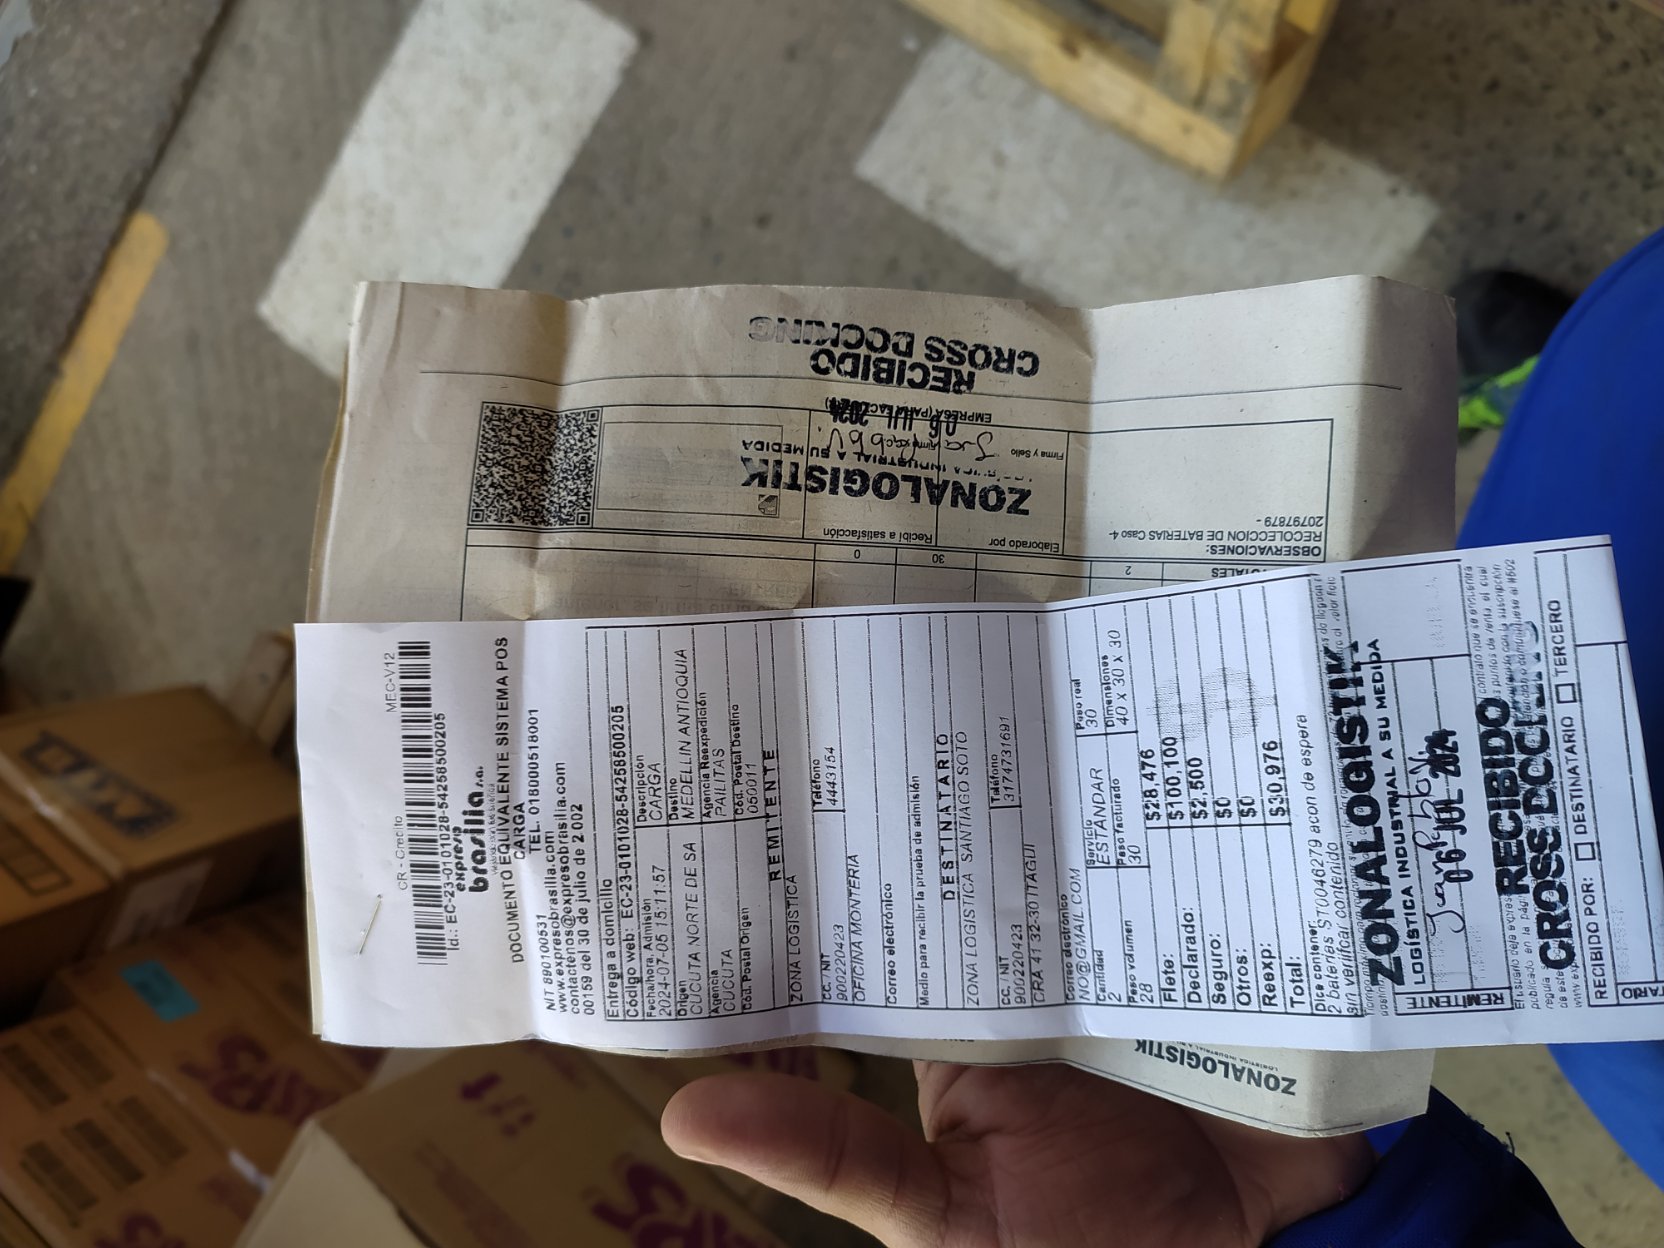 CR - Crédito
MEC-V12
Id.: EC-23-0101028-54258500205
expreso
brasilia s.a.
DOCUMENTO EQUIVALENTE SISTEMA POS
CARGA
TEL. 018000518001
NIT 890100531
www.expresobrasilia.com
contactenos@expresobrasilia.com
00159 del 30 de julio de 2 002
Entrega a domicilio
Código web: EC-23-0101028-54258500205
Fecha/hora. Admisión
2024-07-05 15:11:57
Descripción
CARGA
Origen
CUCUTA NORTE DE SA
Destino
MEDELLIN ANTIOQUIA
Agencia
CUCUTA
Agencia Reexpedición
PAILITAS
Cód. Postal Origen
Cód. Postal Destino
050011
REMITENTE
ZONA LOGISTICA
CC. NIT
900220423
Teléfono
4443154
OFICINA MONTERIA
Correo electrónico
Medio para recibir la prueba de admisión
DESTINATARIO
ZONA LOGISTICA SANTIAGO SOTO
CC. NIT
900220423
Teléfono
3174731691
CRA 41 32-30 ITAGUI
Correo electrónico
NO@GMAIL.COM
Cantidad
2
Servicio
ESTANDAR
Peso real
30
Peso volumen
28
Peso facturado
30
Dimensiones
40 x 30 x 30
Flete: $28,476
Declarado: $100,100
Seguro: $2,500
Otros: $0
Reexp: $0
Total: $30,976
Dice contener:
2 baterias ST0046279 acon de espera
Sin verificar contenido
ZONALOGISTIK
LOGÍSTICA INDUSTRIAL A SU MEDIDA
06 JUL 2024
REMITENTE
RECIBIDO
CROSS DOCKING
RECIBIDO POR: DESTINATARIO TERCERO
OBSERVACIONES:
RECOLECCION DE BATERIAS Caso 4-
20797879 -
TOTALES
2
30
0
Elaborado por
Recibí a satisfacción
Firma y Sello
ZONALOGISTIK
INDUSTRIAL A SU MEDIDA
06 JUL 2024
RECIBIDO
CROSS DOCKING
ZONALOGISTIK